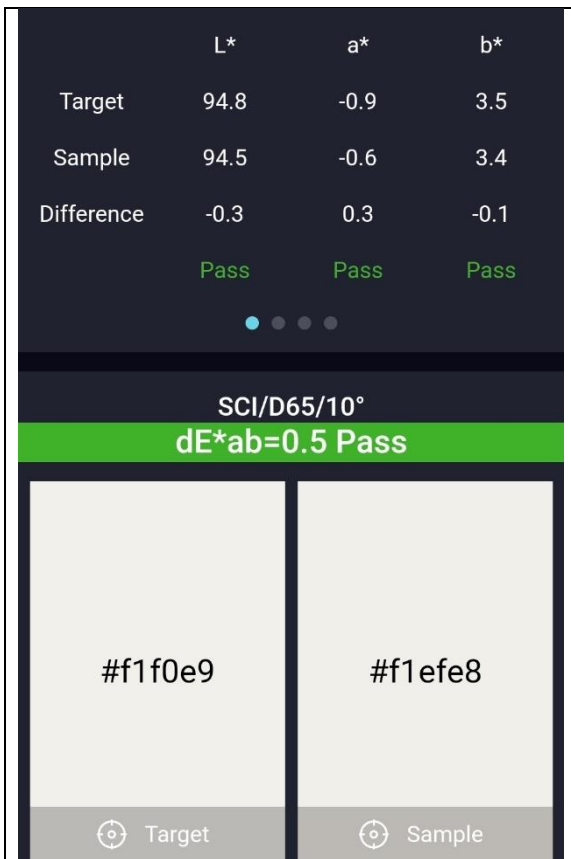 L* a* b*
Target 94.8 -0.9 3.5
Sample 94.5 -0.6 3.4
Difference -0.3 0.3 -0.1
Pass Pass Pass
SCI/D65/10°
dE*ab=0.5 Pass
#f1f0e9 #f1efe8
Target Sample